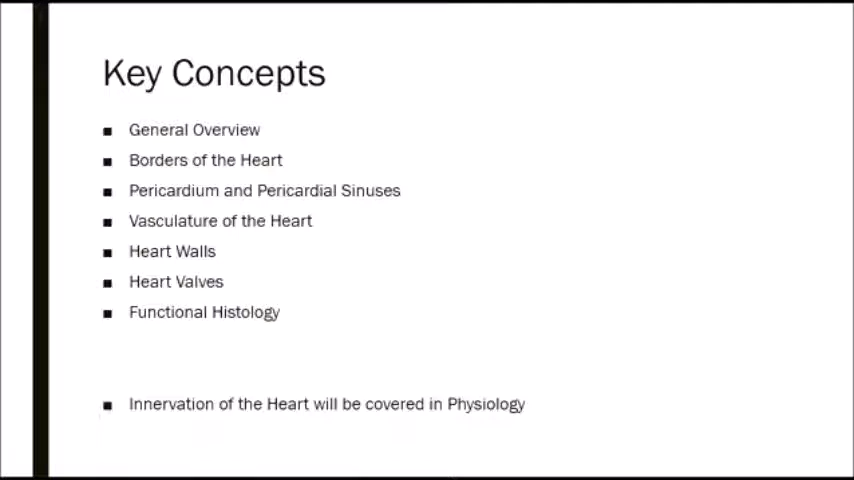 Key Concepts
■ General Overview
■ Borders of the Heart
■ Pericardium and Pericardial Sinuses
■ Vasculature of the Heart
■ Heart Walls
■ Heart Valves
■ Functional Histology
■ Innervation of the Heart will be covered in Physiology